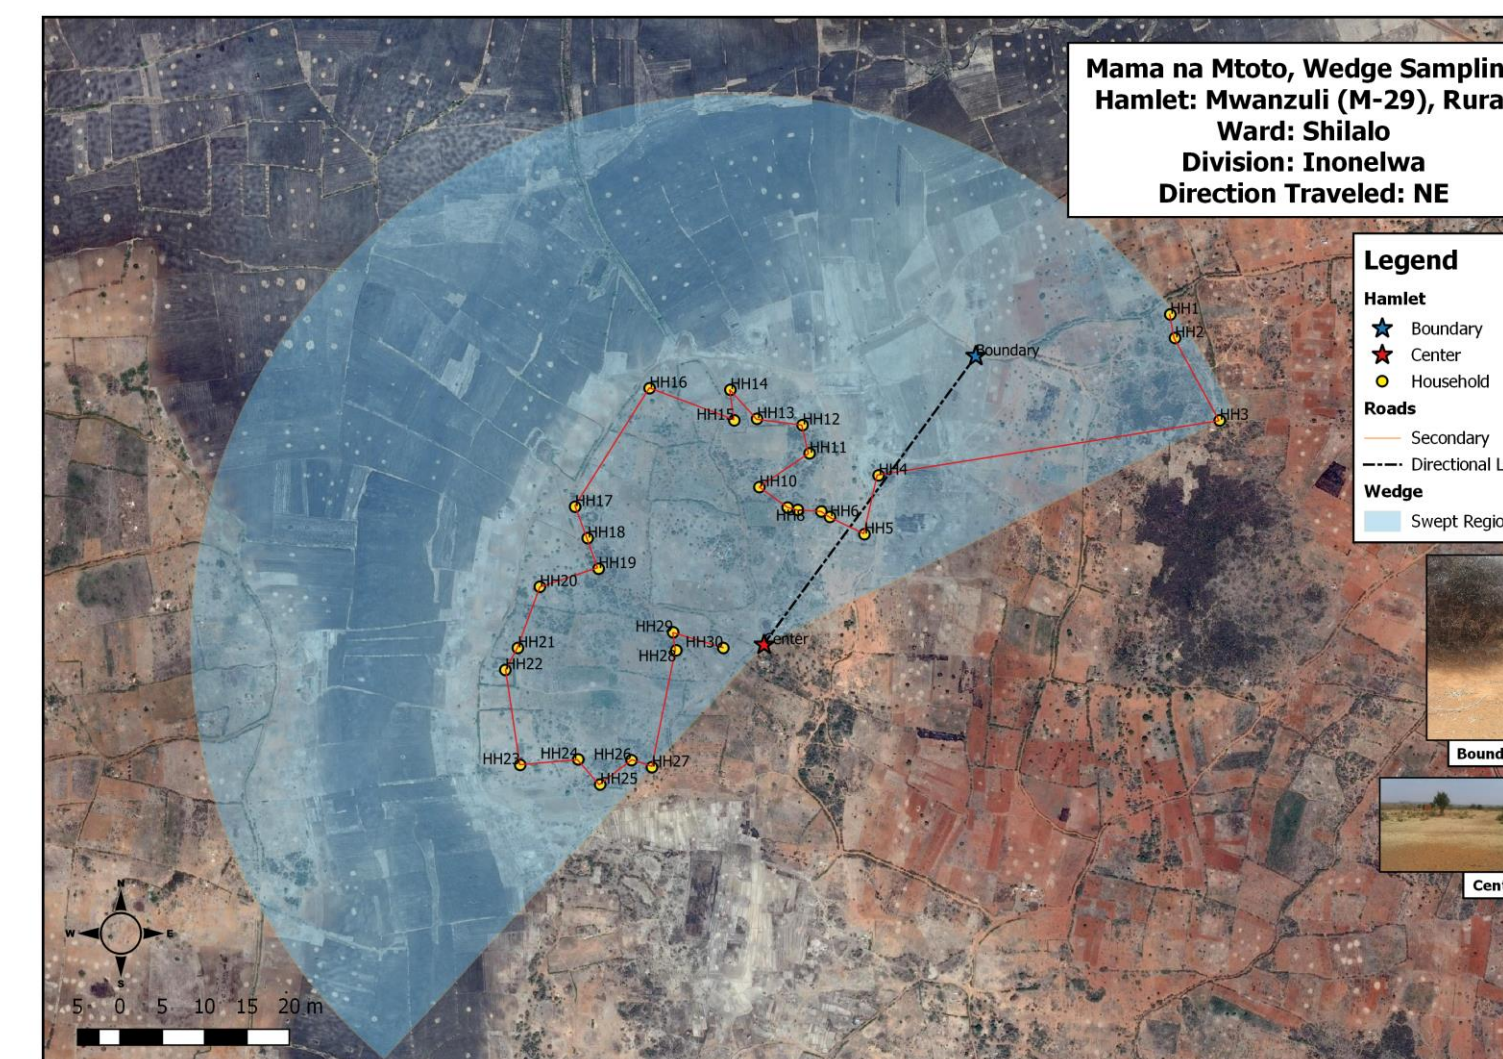 Mama na Mtoto, Wedge Samplin
Hamlet: Mwanzuli (M-29), Rura
Ward: Shilalo
Division: Inonelwa
Direction Traveled: NE
Legend
Hamlet
Boundary
Center
Household
Roads
Secondary
Directional L
Wedge
Swept Regio
HH1
HH2
HH3
Boundary
HH16
HH14
HH15
HH13
HH12
HH11
HH4
HH10
HH17
HH8
HH6
HH5
HH18
HH19
HH20
HH29
HH21
HH28
HH30
Center
HH22
HH23
HH24
HH26
HH27
HH25
Bound
Cent
N
W
E
S
5 0 5 10 15 20 m